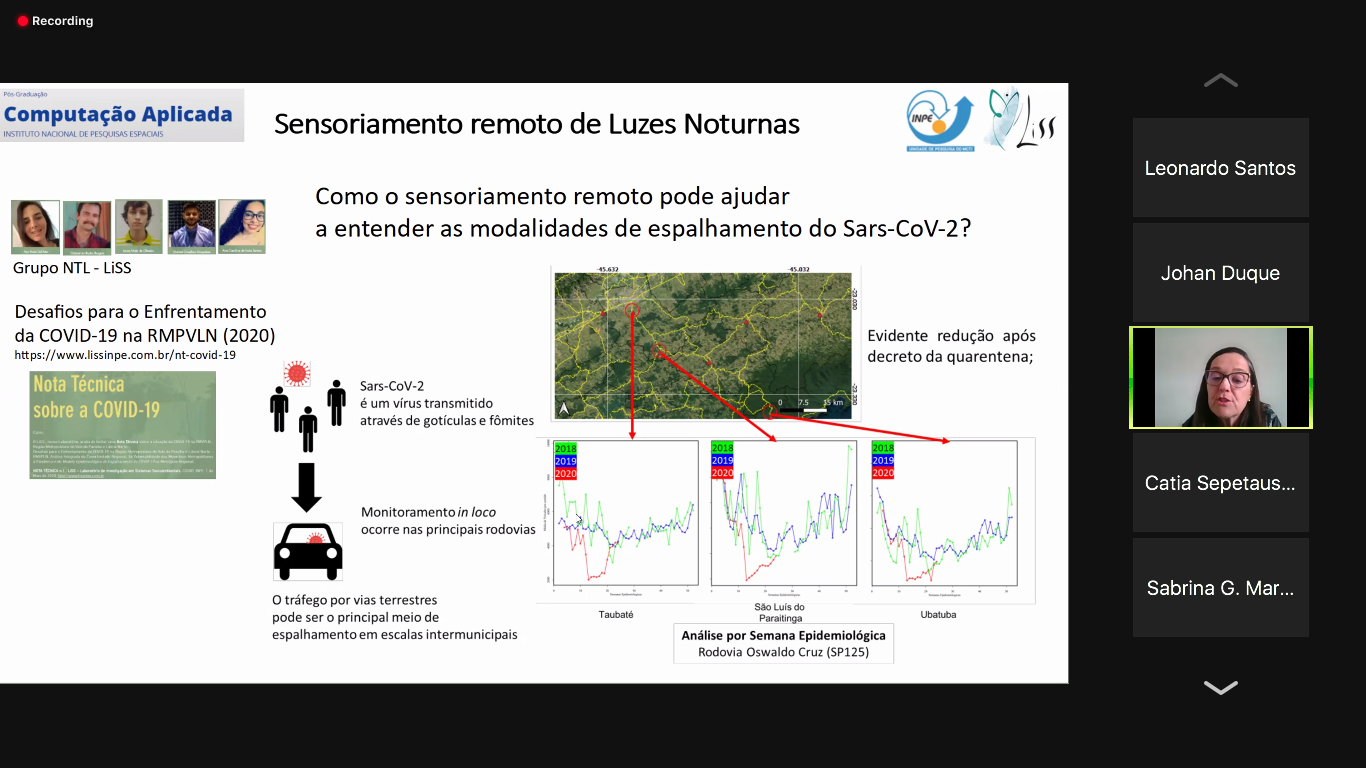 Recording
Pós-Graduação
Computação Aplicada
INSTITUTO NACIONAL DE PESQUISAS ESPACIAIS
Sensoriamento remoto de Luzes Noturnas
INPE
UNIDADE DE PESQUISA DO MCTI
Liss
Como o sensoriamento remoto pode ajudar
a entender as modalidades de espalhamento do Sars-CoV-2?
Grupo NTL - LiSS
Desafios para o Enfrentamento
da COVID-19 na RMPVLN (2020)
https://www.lissinpe.com.br/nt-covid-19
Nota Técnica
sobre a COVID-19
Sars-CoV-2
é um vírus transmitido
através de gotículas e fômites
Monitoramento in loco
ocorre nas principais rodovias
O tráfego por vias terrestres
pode ser o principal meio de
espalhamento em escalas intermunicipais
-45.632
-45.032
-23.030
-23.330
0 7.5 15 km
Evidente redução após
decreto da quarentena;
2018
2019
2020
2018
2019
2020
2018
2019
2020
Taubaté
São Luís do
Paraitinga
Ubatuba
Análise por Semana Epidemiológica
Rodovia Oswaldo Cruz (SP125)
Leonardo Santos
Johan Duque
Catia Sepetaus...
Sabrina G. Mar...